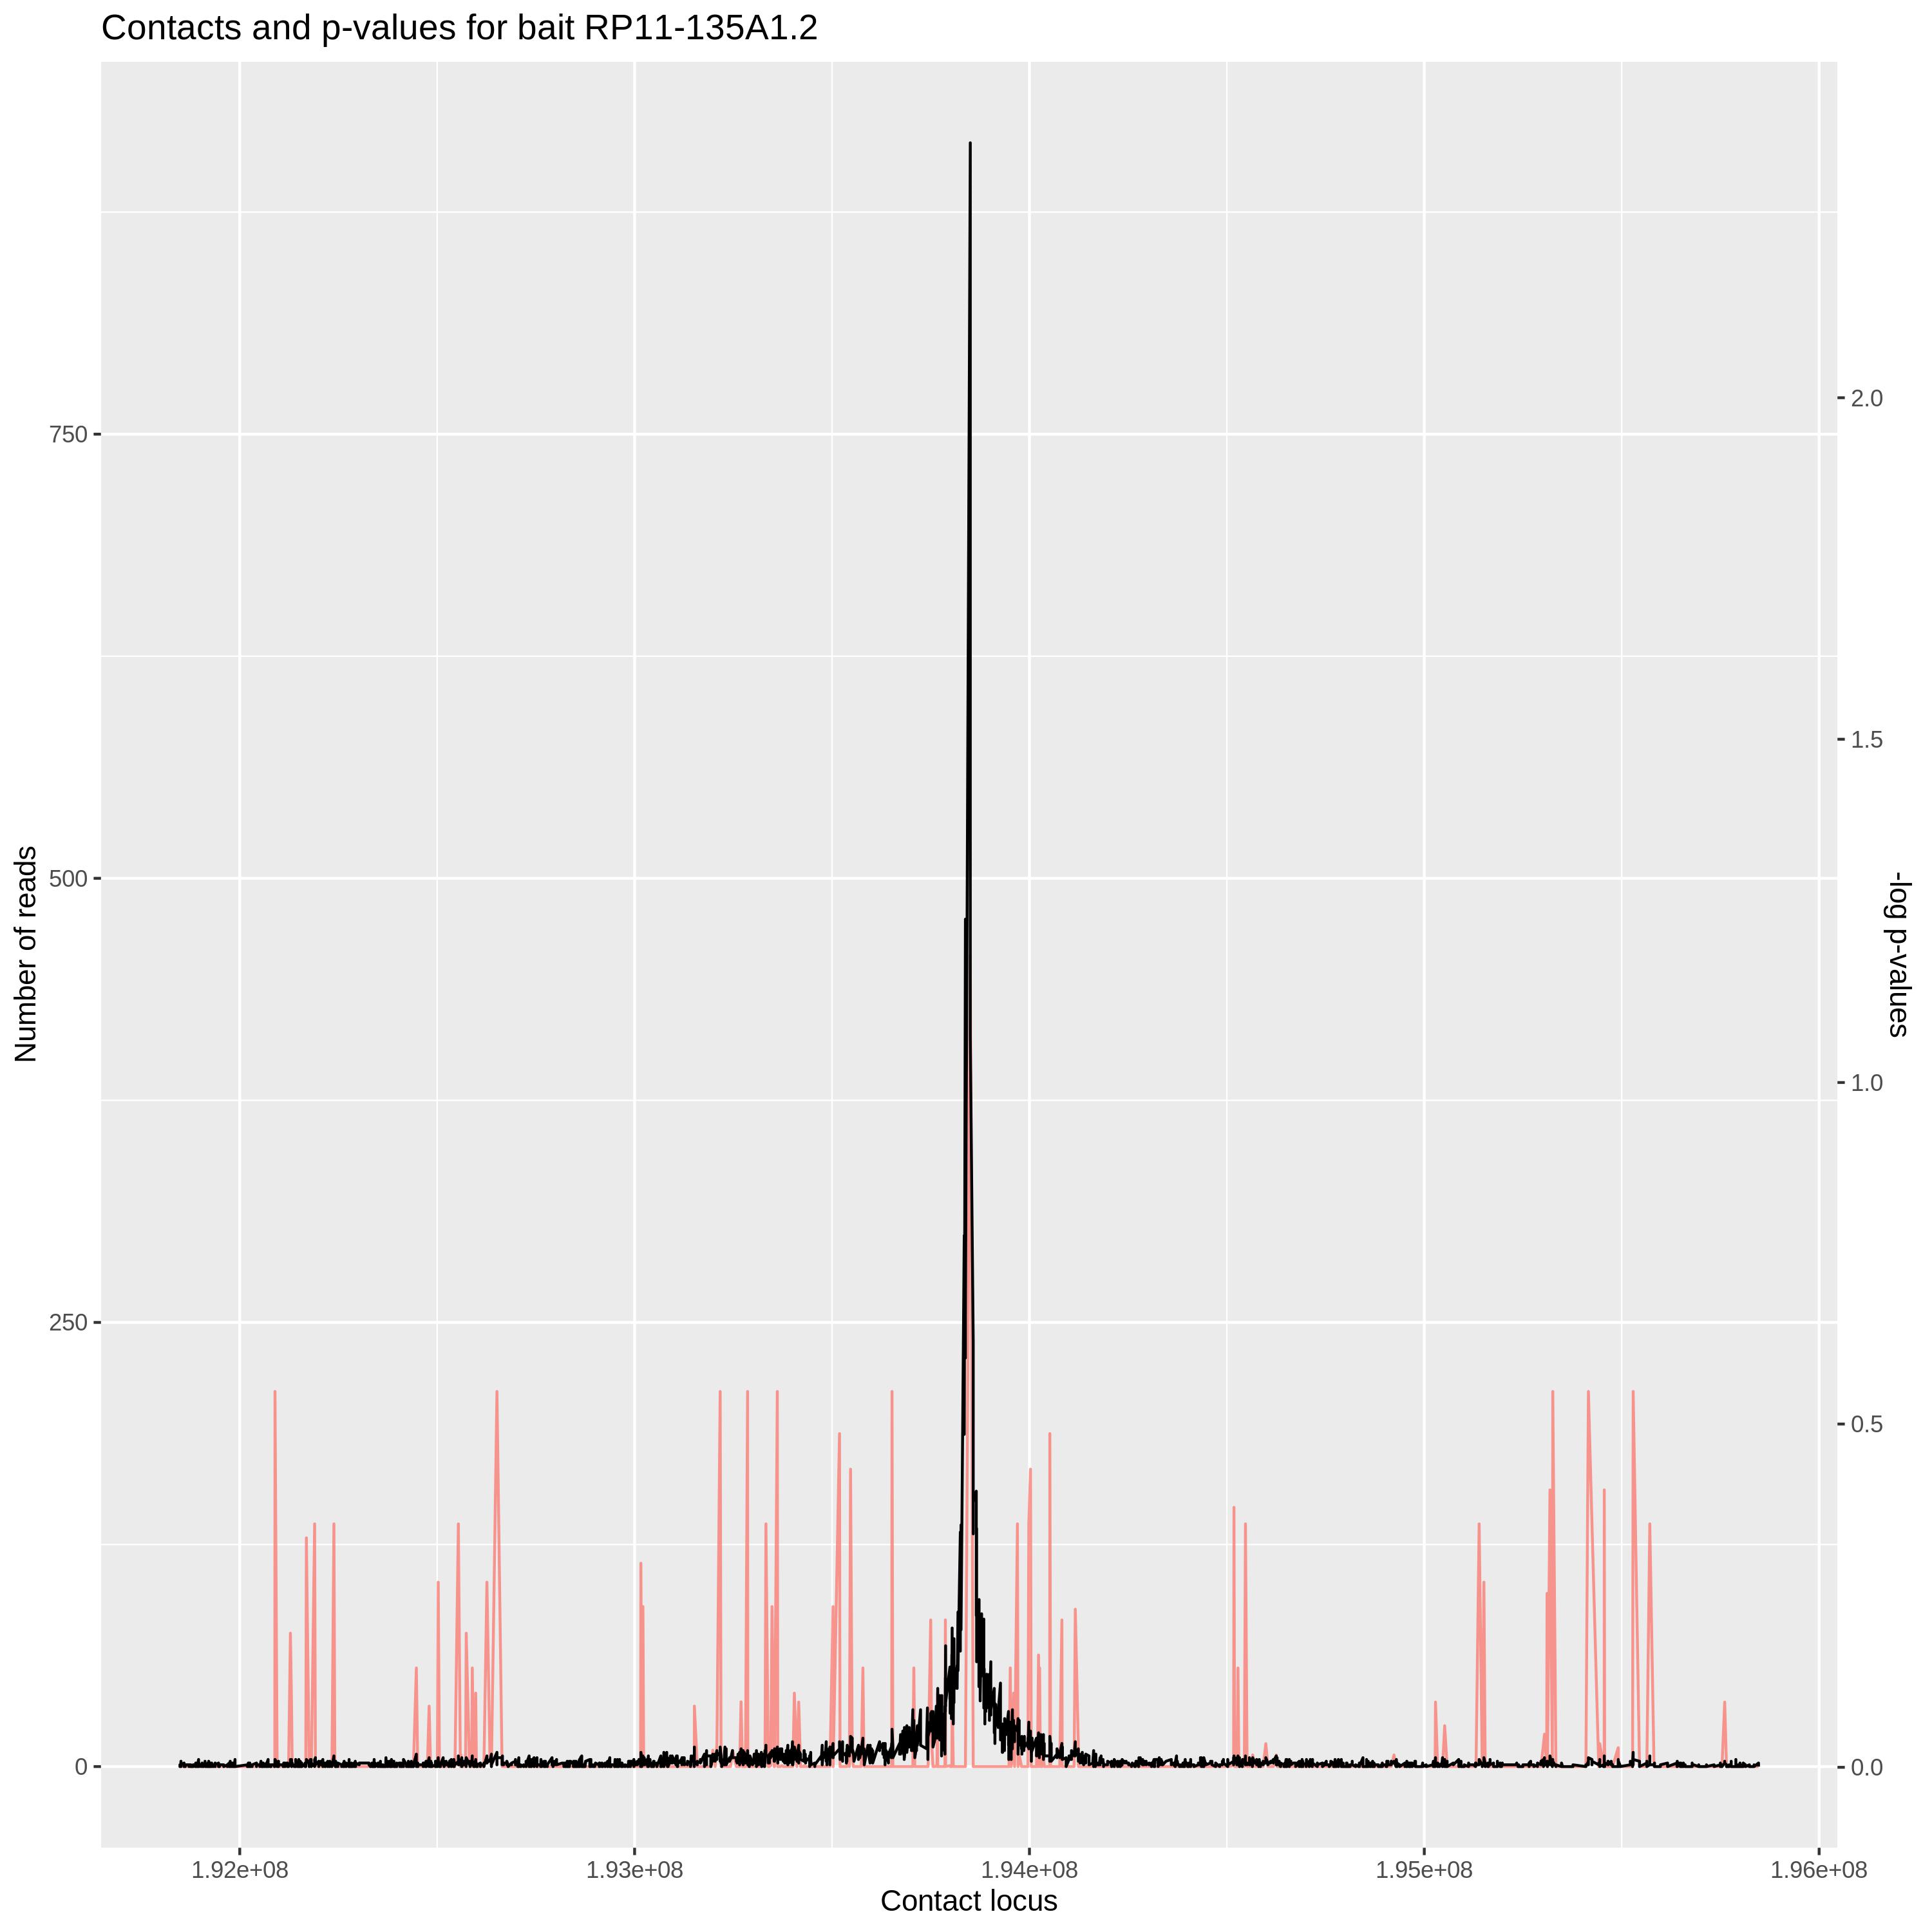 Contacts and p-values for bait RP11-135A1.2
Number of reads
750
500
250
0
2.0
1.5
1.0
0.5
0.0
-log p-values
1.92e+08
1.93e+08
1.94e+08
1.95e+08
1.96e+08
Contact locus